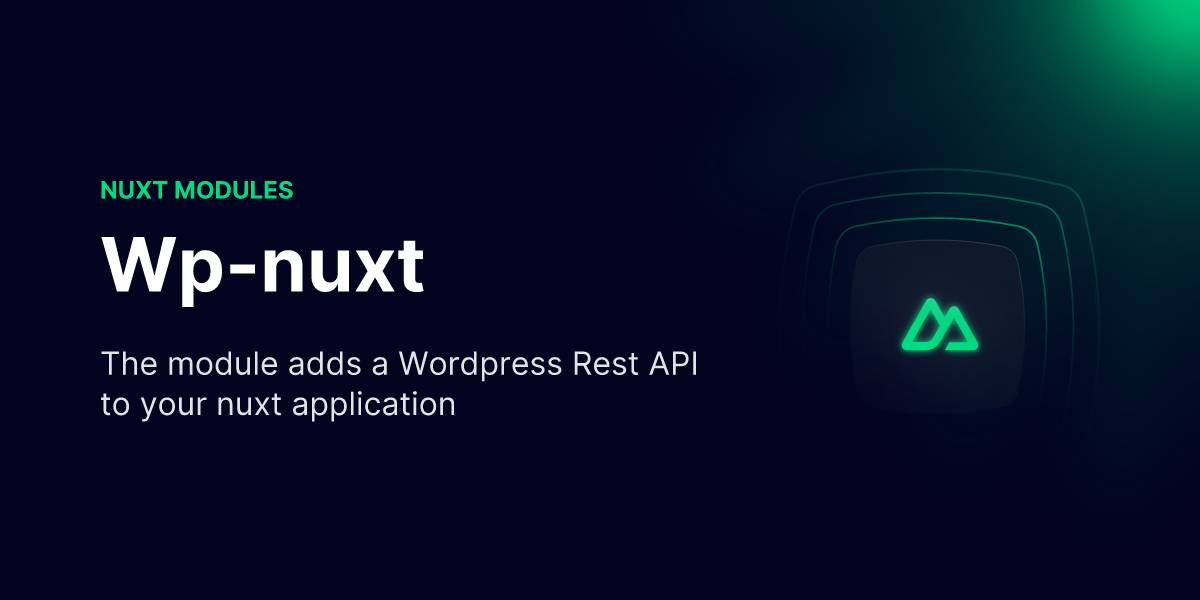 NUXT MODULES
Wp-nuxt
The module adds a Wordpress Rest API
to your nuxt application